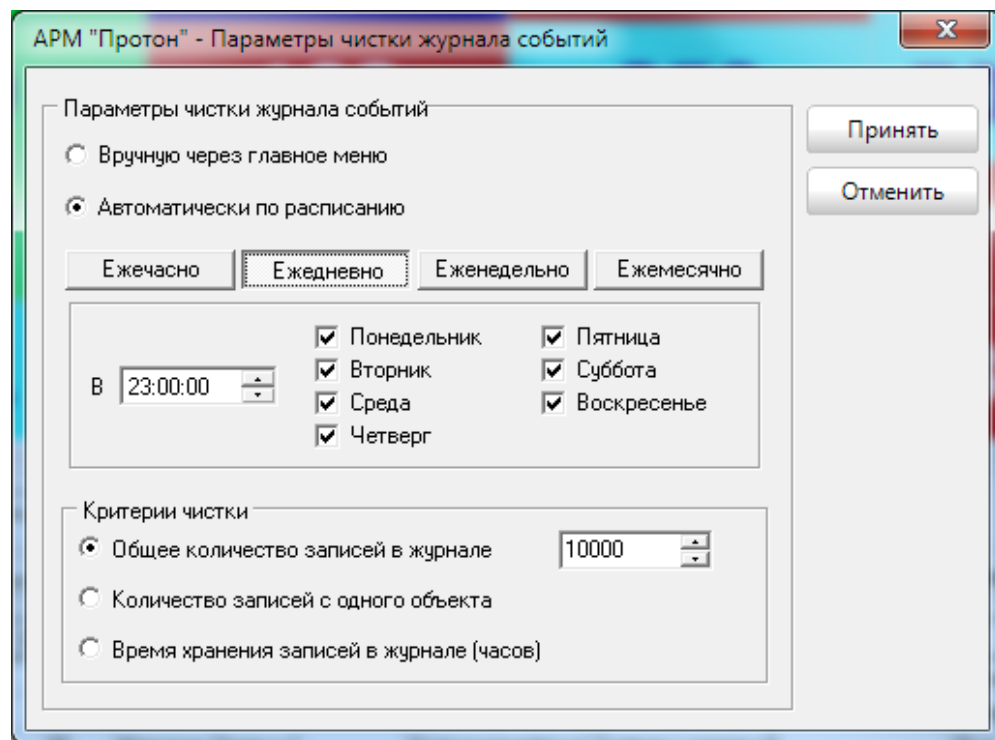 АРМ "Протон" - Параметры чистки журнала событий
Параметры чистки журнала событий
Принять
Вручную через главное меню
Отменить
Автоматически по расписанию
Ежечасно Ежедневно Еженедельно Ежемесячно
Понедельник Пятница
В 23:00:00 Вторник Суббота
Среда Воскресенье
Четверг
Критерии чистки
Общее количество записей в журнале 10000
Количество записей с одного объекта
Время хранения записей в журнале (часов)